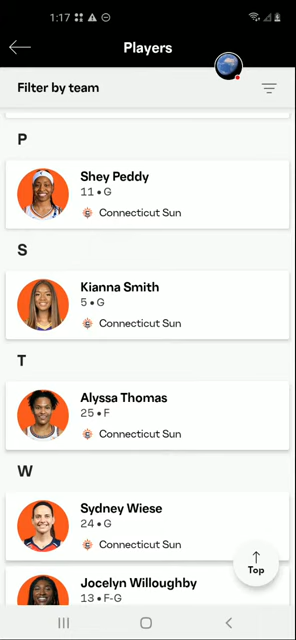 1:17
Players
Filter by team
P
Shey Peddy
11 • G
Connecticut Sun
S
Kianna Smith
5 • G
Connecticut Sun
T
Alyssa Thomas
25 • F
Connecticut Sun
W
Sydney Wiese
24 • G
Connecticut Sun
Top
Jocelyn Willoughby
13 • F-G